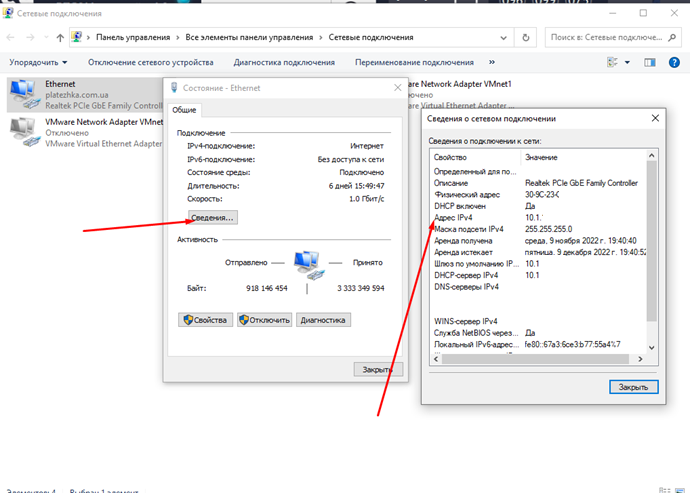 Сетевые подключения
Панель управления › Все элементы панели управления › Сетевые подключения
Поиск в: Сетевые подключе...
Упорядочить
Отключение сетевого устройства
Диагностика подключения
Переименование подключения
»
Ethernet
platezhka.com.ua
Realtek PCIe GbE Family Controller
VMware Network Adapter VMnet
Отключено
VMware Virtual Ethernet Adapter
are Network Adapter VMnet1
лючено
are Virtual Ethernet Adapter ...
Состояние - Ethernet
Общие
Подключение
IPv4-подключение: Интернет
IPv6-подключение: Без доступа к сети
Состояние среды: Подключено
Длительность: 6 дней 15:49:47
Скорость: 1.0 Гбит/с
Сведения...
Активность
Отправлено — — Принято
Байт: 918 146 454 | 3 333 349 594
Свойства
Отключить
Диагностика
Закрыть
Сведения о сетевом подключении
Сведения о подключении к сети:
Свойство Значение
Определенный для по...
Описание Realtek PCIe GbE Family Controller
Физический адрес 30-9C-23-
DHCP включен Да
Адрес IPv4 10.1.
Маска подсети IPv4 255.255.255.0
Аренда получена среда, 9 ноября 2022 г. 19:40:40
Аренда истекает пятница, 9 декабря 2022 г. 19:40:52
Шлюз по умолчанию IP... 10.1
DHCP-сервер IPv4 10.1
DNS-серверы IPv4
WINS-сервер IPv4
Служба NetBIOS через... Да
Локальный IPv6-адрес... fe80::67a3:6ce3:b77:55a4%7
Закрыть
Элементов: 4 Выбран 1 элемент